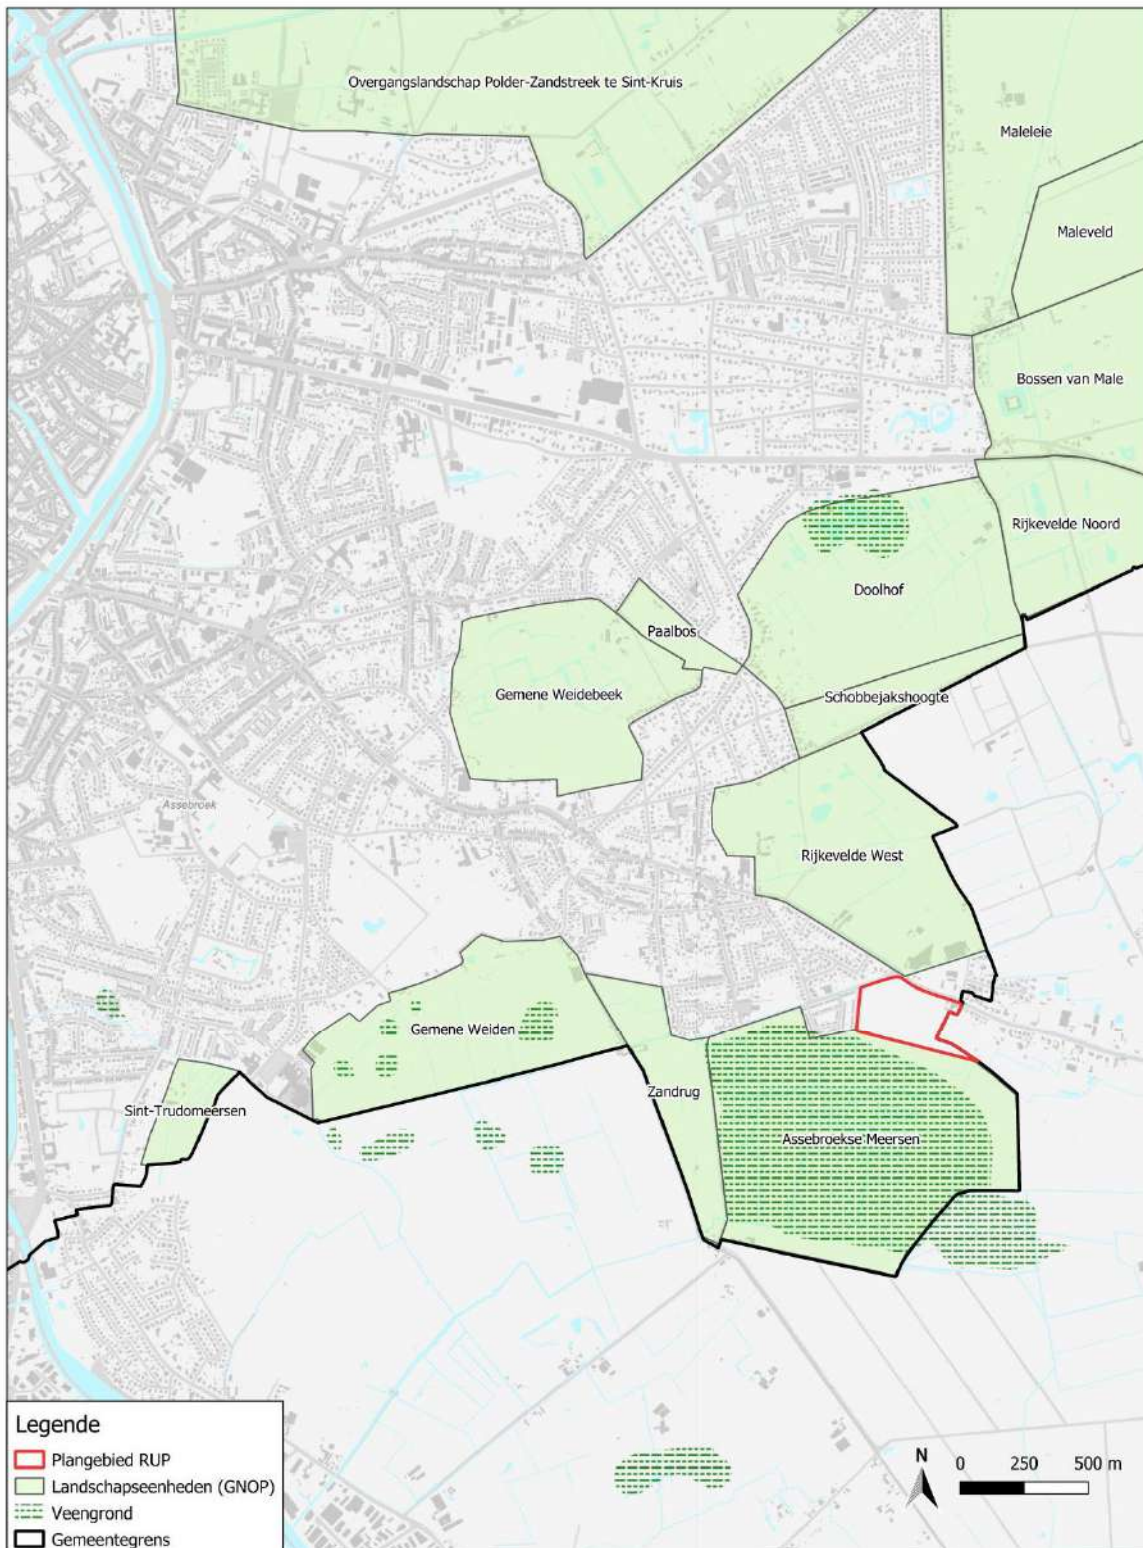 Overgangslandschap Polder-Zandstreek te Sint-Kruis
Maleleie
Maleveld
Bossen van Male
Rijkevelde Noord
Doolhof
Paalbos
Gemene Weidebeek
Schobbejakshoogte
Assebroek
Rijkevelde West
Gemene Weiden
Zandrug
Sint-Trudomeersen
Assebroekse Meersen
Legende
Plangebied RUP
Landschapseenheden (GNOP)
Veengrond
Gemeentegrens
N
0 250 500 m